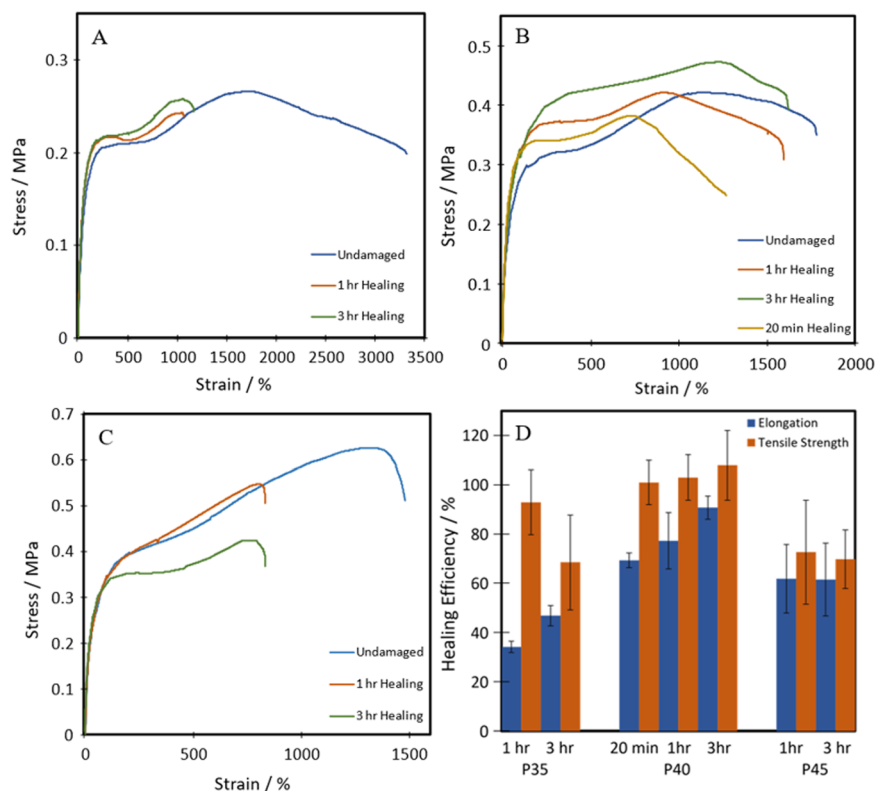 A
0.3
0.2
0.1
0
Stress / MPa
Undamaged
1 hr Healing
3 hr Healing
0 500 1000 1500 2000 2500 3000 3500
Strain / %
B
0.5
0.4
0.3
0.2
0.1
0
Stress / MPa
Undamaged
1 hr Healing
3 hr Healing
20 min Healing
0 500 1000 1500 2000
Strain / %
C
0.7
0.6
0.5
0.4
0.3
0.2
0.1
0
Stress / MPa
Undamaged
1 hr Healing
3 hr Healing
0 500 1000 1500
Strain / %
D
Elongation
Tensile Strength
120
100
80
60
40
20
0
Healing Efficiency / %
1 hr 3 hr 20 min 1hr 3hr 1hr 3 hr
P35 P40 P45